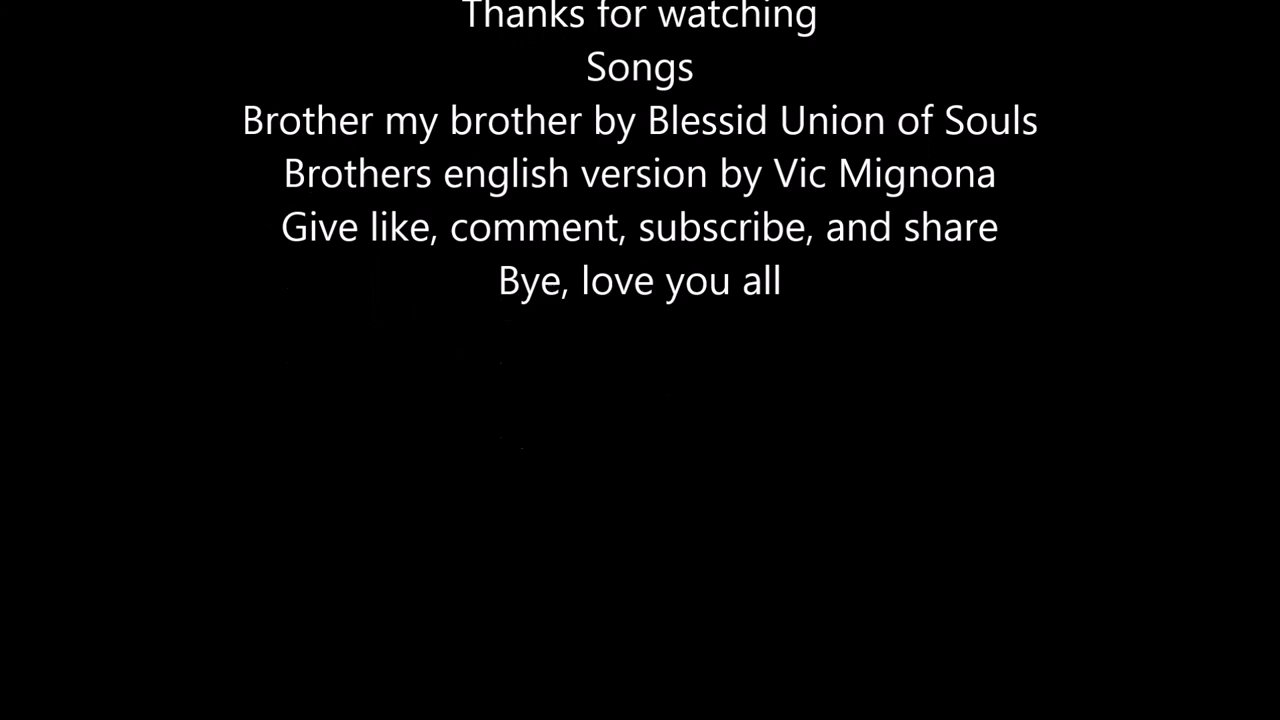 Thanks for watching
Songs
Brother my brother by Blessid Union of Souls
Brothers english version by Vic Mignona
Give like, comment, subscribe, and share
Bye, love you all